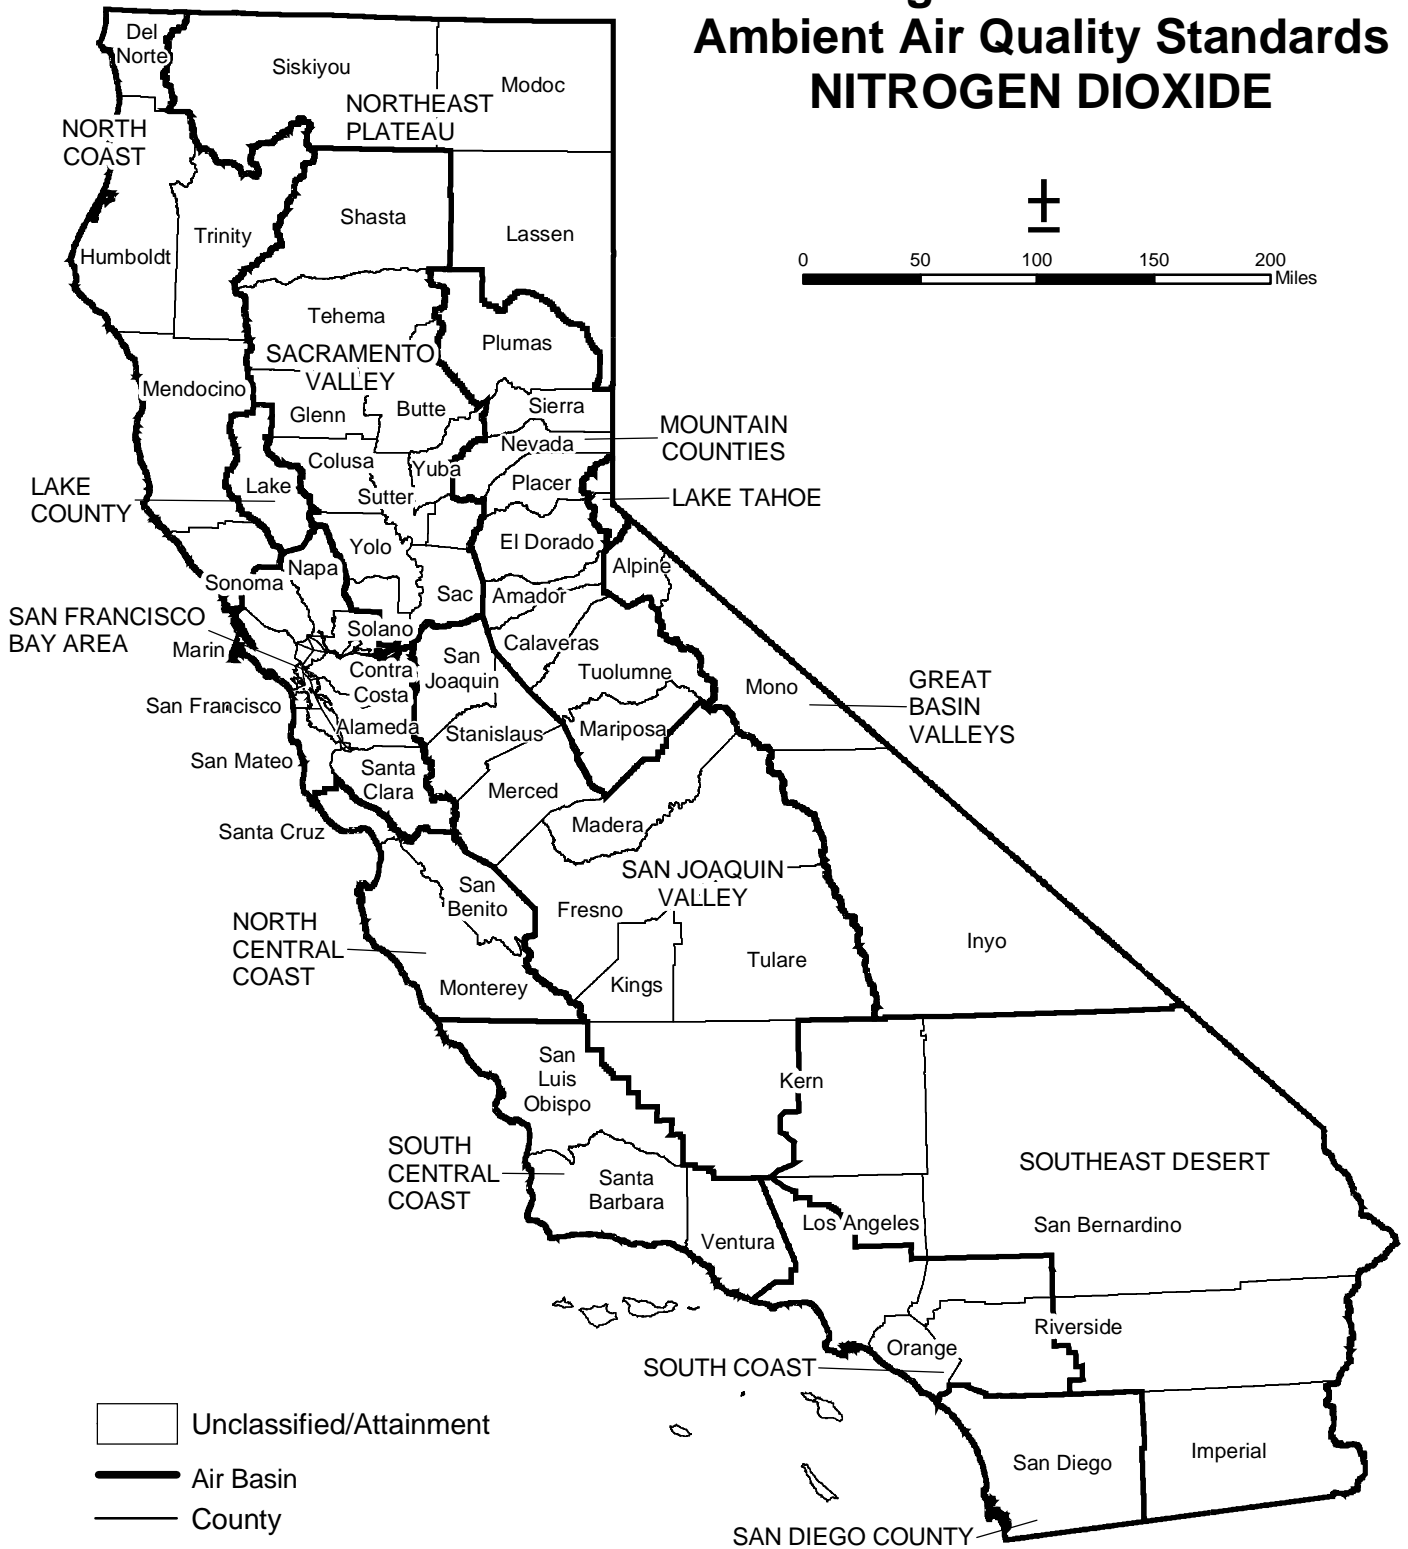 Ambient Air Quality Standards
NITROGEN DIOXIDE
Del
Norte
Siskiyou
Modoc
NORTHEAST
PLATEAU
NORTH
COAST
±
Shasta
Trinity
Lassen
Humboldt
0 50 100 150 200
Miles
Tehema
Plumas
SACRAMENTO
VALLEY
Mendocino
Glenn
Butte
Sierra
MOUNTAIN
COUNTIES
Nevada
Colusa
Yuba
Placer
LAKE
COUNTY
Lake
Sutter
LAKE TAHOE
Yolo
El Dorado
Napa
Alpine
Sonoma
Sac
Amador
SAN FRANCISCO
BAY AREA
Solano
Marin
Calaveras
San
Joaquin
Contra
Costa
Tuolumne
Mono
GREAT
BASIN
VALLEYS
San Francisco
Alameda
Stanislaus
Mariposa
San Mateo
Santa
Clara
Merced
Santa Cruz
Madera
SAN JOAQUIN
VALLEY
San
Benito
Fresno
NORTH
CENTRAL
COAST
Inyo
Tulare
Kings
Monterey
San
Luis
Obispo
Kern
SOUTH
CENTRAL
COAST
SOUTHEAST DESERT
Santa
Barbara
Los Angeles
San Bernardino
Ventura
Riverside
Orange
SOUTH COAST
Unclassified/Attainment
Air Basin
County
San Diego
Imperial
SAN DIEGO COUNTY